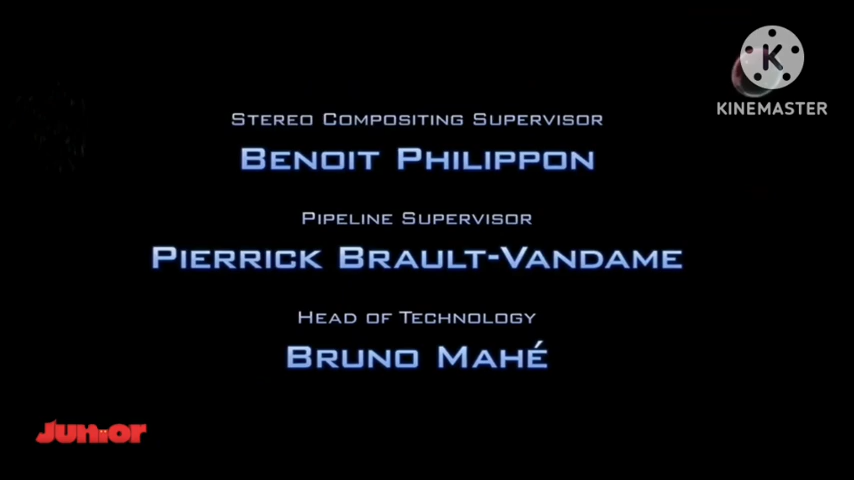 K
KINEMASTER
Stereo Compositing Supervisor
Benoit Philippon
Pipeline Supervisor
Pierrick Brault-Vandame
Head of Technology
Bruno Mahé
Junior